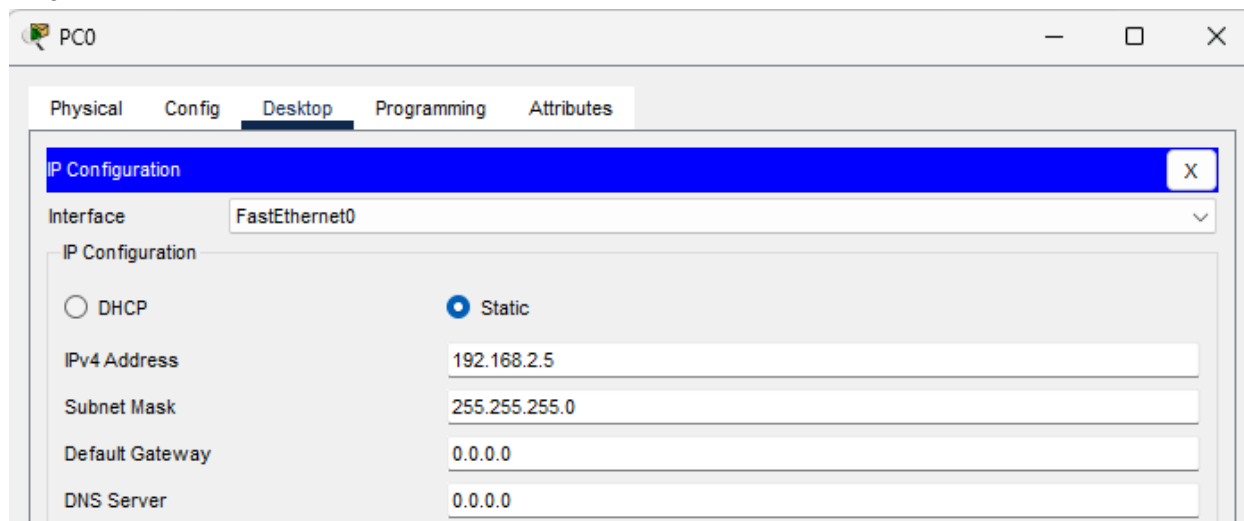 PC0
Physical Config Desktop Programming Attributes
IP Configuration X
Interface FastEthernet0
IP Configuration
DHCP Static
IPv4 Address 192.168.2.5
Subnet Mask 255.255.255.0
Default Gateway 0.0.0.0
DNS Server 0.0.0.0